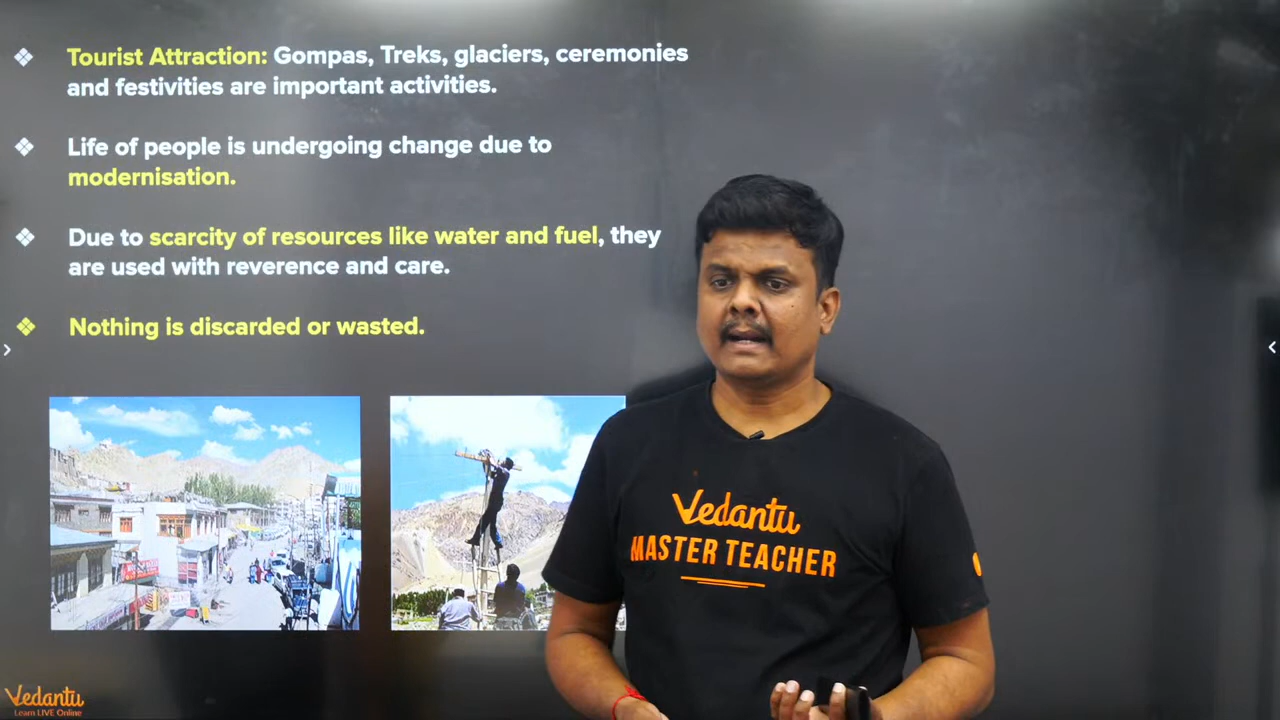 Tourist Attraction: Gompas, Treks, glaciers, ceremonies
and festivities are important activities.
Life of people is undergoing change due to
modernisation.
Due to scarcity of resources like water and fuel, they
are used with reverence and care.
Nothing is discarded or wasted.
Vedantu
MASTER TEACHER
Vedantu
Learn LIVE Online